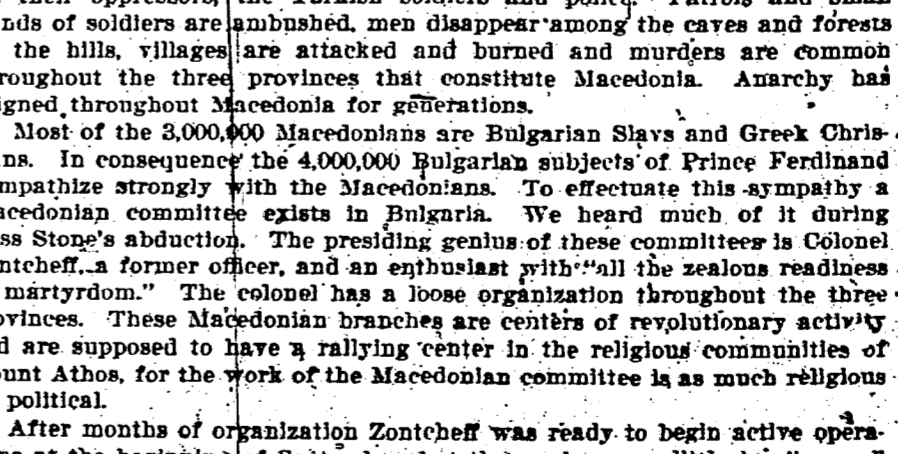 their oppressors, the Turkish soldiers and police. Patrols and small
nds of soldiers are ambushed, men disappear among the caves and forests
the hills, villages are attacked and burned and murders are common
roughout the three provinces that constitute Macedonia. Anarchy has
igned throughout Macedonia for generations.
Most of the 3,000,000 Macedonians are Bulgarian Slavs and Greek Chris-
ns. In consequence the 4,000,000 Bulgarian subjects of Prince Ferdinand
mpathize strongly with the Macedonians. To effectuate this sympathy a
acedonian committee exists in Bulgaria. We heard much of it during
ss Stone's abduction. The presiding genius of these committees is Colonel
ntcheff, a former officer, and an enthusiast with "all the zealous readiness
martyrdom." The colonel has a loose organization throughout the three
ovinces. These Macedonian branches are centers of revolutionary activity
d are supposed to have a rallying center in the religious communities of
ount Athos, for the work of the Macedonian committee is as much religious
political.
After months of organization Zontcheff was ready to begin active opera-